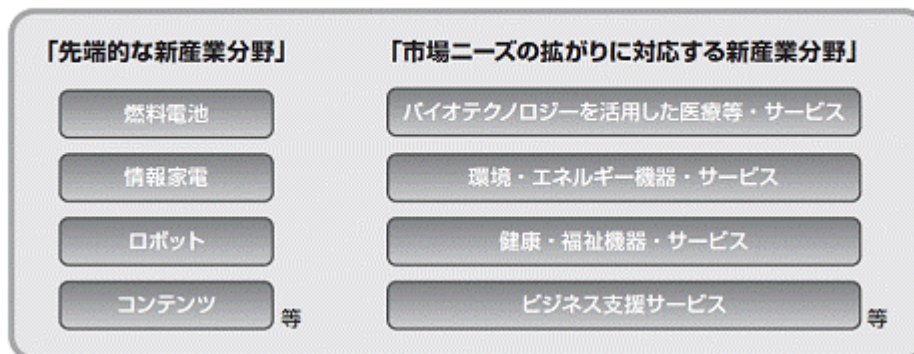 「先端的な新産業分野」
燃料電池
情報家電
ロボット
コンテンツ
等
「市場ニーズの拡がりに対応する新産業分野」
バイオテクノロジーを活用した医療等・サービス
環境・エネルギー機器・サービス
健康・福祉機器・サービス
ビジネス支援サービス
等